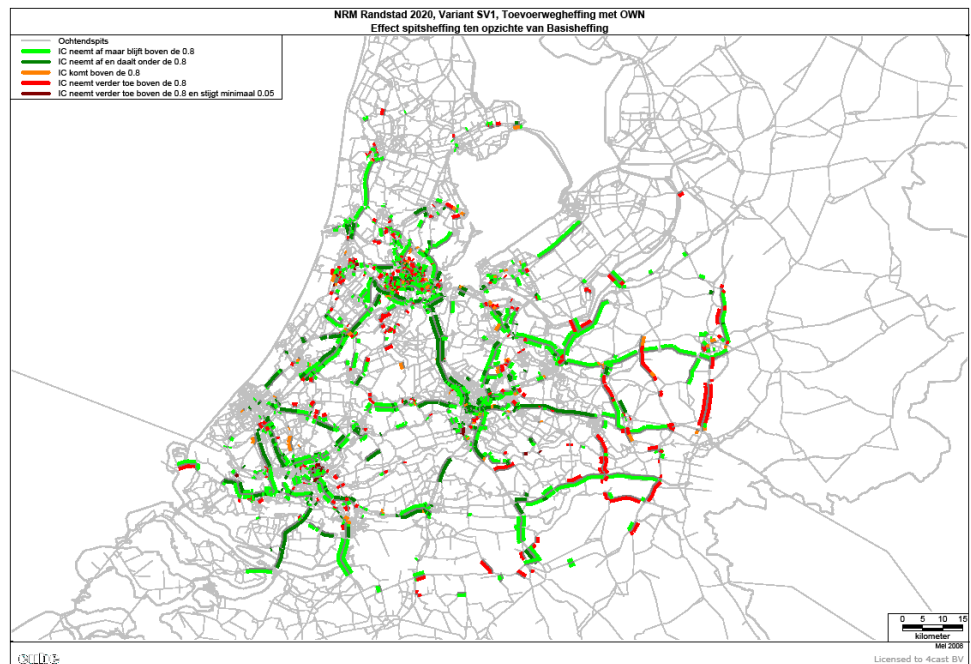 NRM Randstad 2020, Variant SV1, Toevoerwegheffing met OWN
Effect spitsheffing ten opzichte van Basisheffing
Ochtendspits
IC neemt af maar blijft boven de 0.8
IC neemt af en daalt onder de 0.8
IC komt boven de 0.8
IC neemt verder toe boven de 0.8
IC neemt verder toe boven de 0.8 en stijgt minimaal 0.05
0 5 10 15
kilometer
Mei 2008
cube
Licensed to 4cast BV